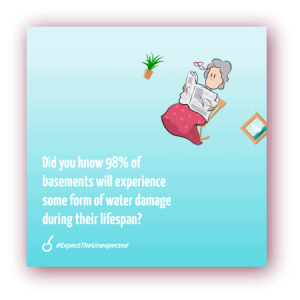 Did you know 98% of
basements will experience
some form of water damage
during their lifespan?
#ExpectTheUnexpected